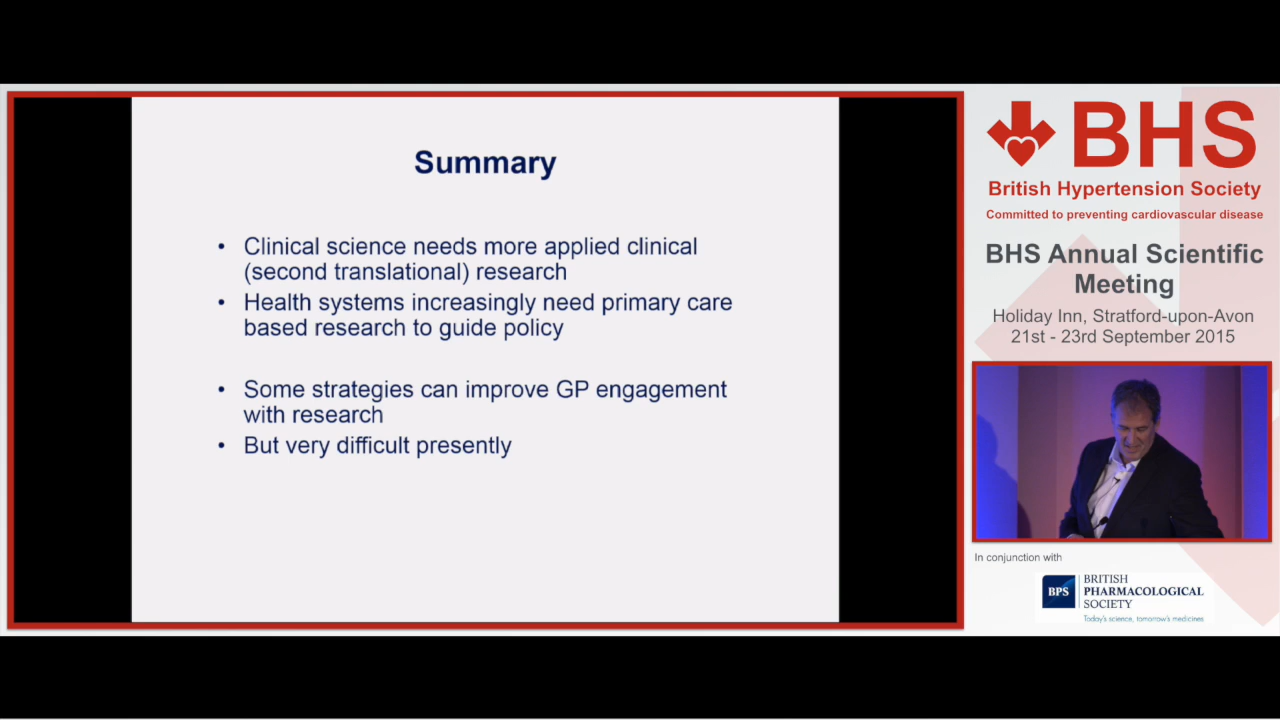 Summary
• Clinical science needs more applied clinical
(second translational) research
• Health systems increasingly need primary care
based research to guide policy
• Some strategies can improve GP engagement
with research
• But very difficult presently
BHS
British Hypertension Society
Committed to preventing cardiovascular disease
BHS Annual Scientific
Meeting
Holiday Inn, Stratford-upon-Avon
21st - 23rd September 2015
In conjunction with
BPS
BRITISH
PHARMACOLOGICAL
SOCIETY
Today's science, tomorrow's medicines